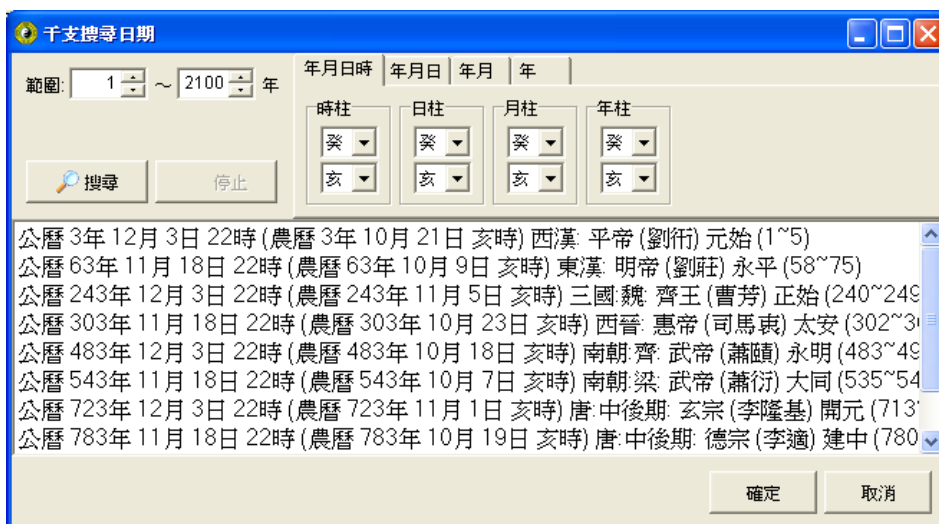 干支搜尋日期
範圍: 1 ～ 2100 年
年月日時 年月日 年月 年
時柱 日柱 月柱 年柱
癸 癸 癸 癸
亥 亥 亥 亥
搜尋 停止
公曆 3年 12月 3日 22時 (農曆 3年 10月 21日 亥時) 西漢: 平帝 (劉衎) 元始 (1~5)
公曆 63年 11月 18日 22時 (農曆 63年 10月 9日 亥時) 東漢: 明帝 (劉莊) 永平 (58~75)
公曆 243年 12月 3日 22時 (農曆 243年 11月 5日 亥時) 三國:魏: 齊王 (曹芳) 正始 (240~249
公曆 303年 11月 18日 22時 (農曆 303年 10月 23日 亥時) 西晉: 惠帝 (司馬衷) 太安 (302~3
公曆 483年 12月 3日 22時 (農曆 483年 10月 18日 亥時) 南朝:齊: 武帝 (蕭賾) 永明 (483~49
公曆 543年 11月 18日 22時 (農曆 543年 10月 7日 亥時) 南朝:梁: 武帝 (蕭衍) 大同 (535~54
公曆 723年 12月 3日 22時 (農曆 723年 11月 1日 亥時) 唐:中後期: 玄宗 (李隆基) 開元 (713
公曆 783年 11月 18日 22時 (農曆 783年 10月 19日 亥時) 唐:中後期: 德宗 (李適) 建中 (780
確定 取消